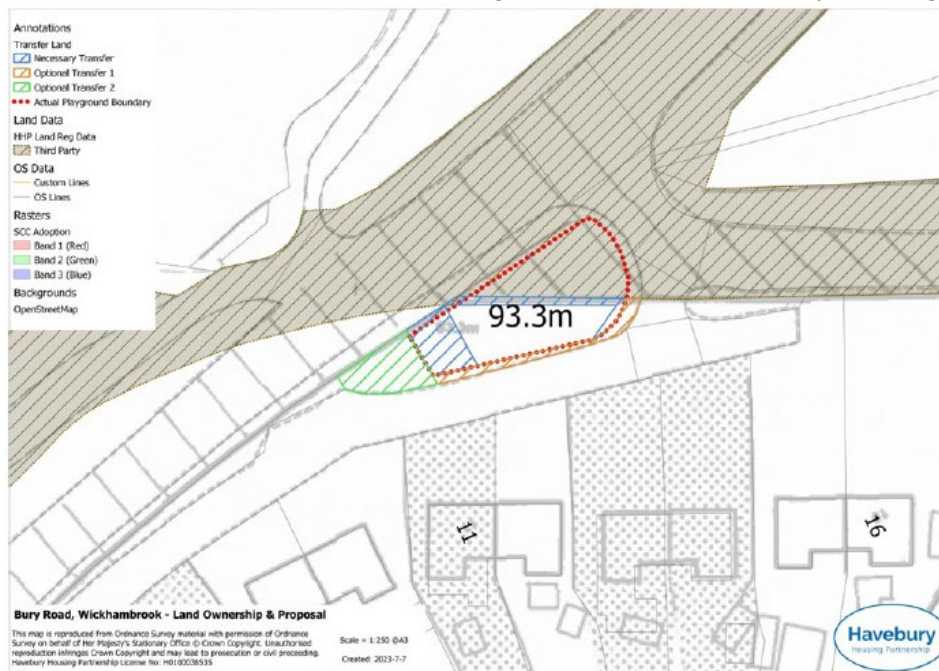 Annotations
Transfer Land
Necessary Transfer
Optional Transfer 1
Optional Transfer 2
Actual Playground Boundary
Land Data
HHP Land Reg Data
Third Party
OS Data
Custom Lines
OS Lines
Rasters
SCC Adoption
Band 1 (Red)
Band 2 (Green)
Band 3 (Blue)
Backgrounds
OpenStreetMap
93.3m
11
16
Bury Road, Wickhambrook - Land Ownership & Proposal
This map is reproduced from Ordnance Survey material with permission of Ordnance
Survey on behalf of Her Majesty's Stationary Office © Crown Copyright. Unauthorised
reproduction infringes Crown Copyright and may lead to prosecution or civil proceeding.
Havebury Housing Partnership License No: H0100038535
Scale = 1:250 @A3
Created: 2023-7-7
Havebury
Housing Partnership